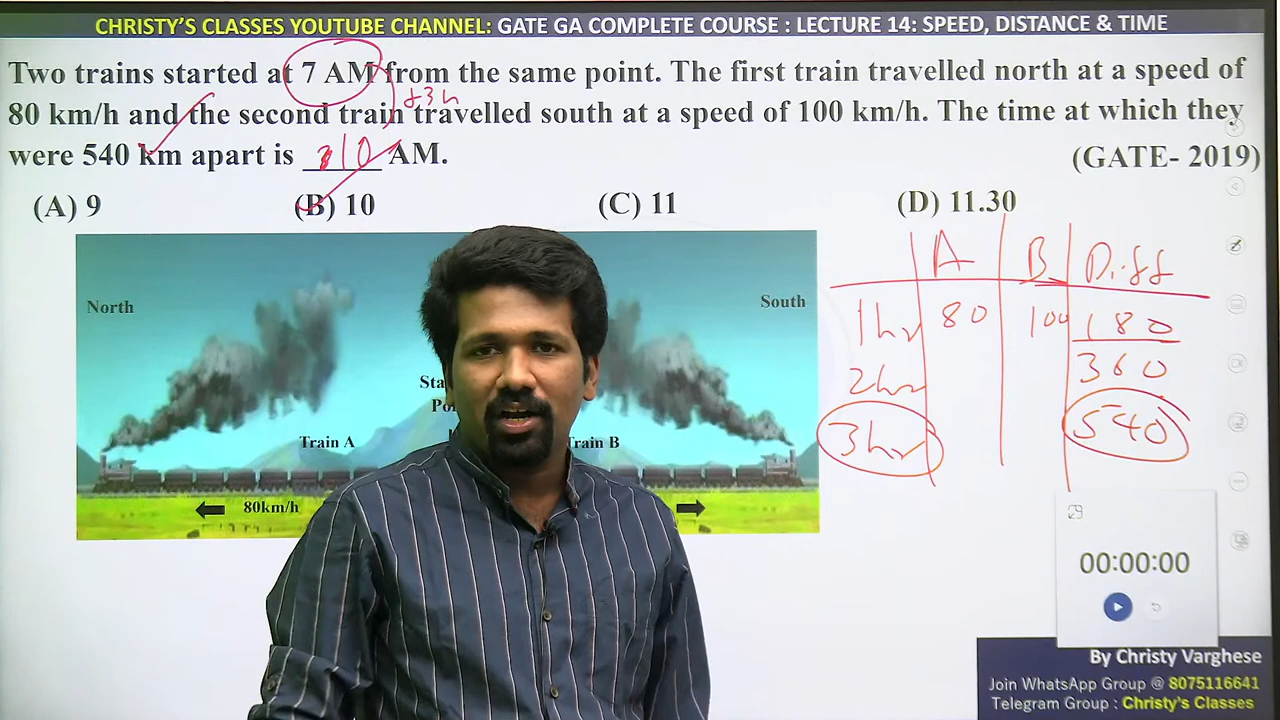 CHRISTY'S CLASSES YOUTUBE CHANNEL: GATE GA COMPLETE COURSE : LECTURE 14: SPEED, DISTANCE & TIME
Two trains started at 7 AM from the same point. The first train travelled north at a speed of
+3h
80 km/h and the second train travelled south at a speed of 100 km/h. The time at which they
were 540 km apart is 10 AM.
(GATE- 2019)
(A) 9
(B) 10
(C) 11
(D) 11.30
North
South
Sta
Po
Train A
Train B
80km/h
A B Diff
1hr 80 100 180
2hr 360
3hr 540
00:00:00
By Christy Varghese
Join WhatsApp Group @ 8075116641
Telegram Group : Christy's Classes